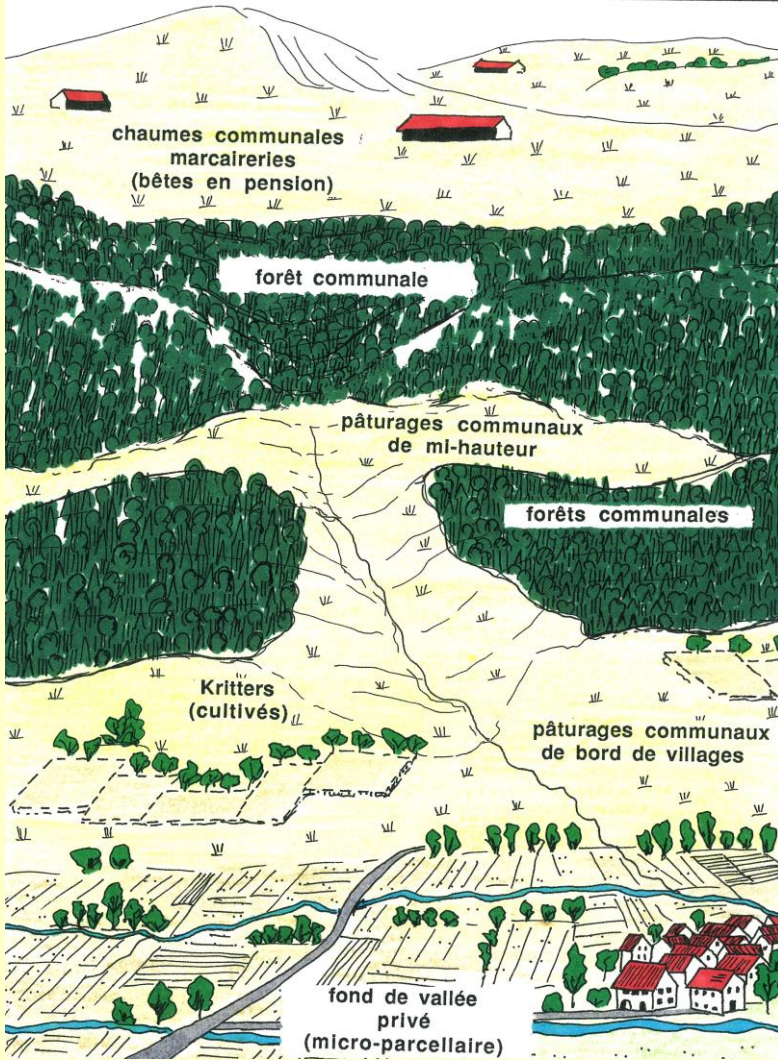 chaumes communales
marcaireries
(bêtes en pension)
forêt communale
pâturages communaux
de mi-hauteur
forêts communales
Kritters
(cultivés)
pâturages communaux
de bord de villages
fond de vallée
privé
(micro-parcellaire)